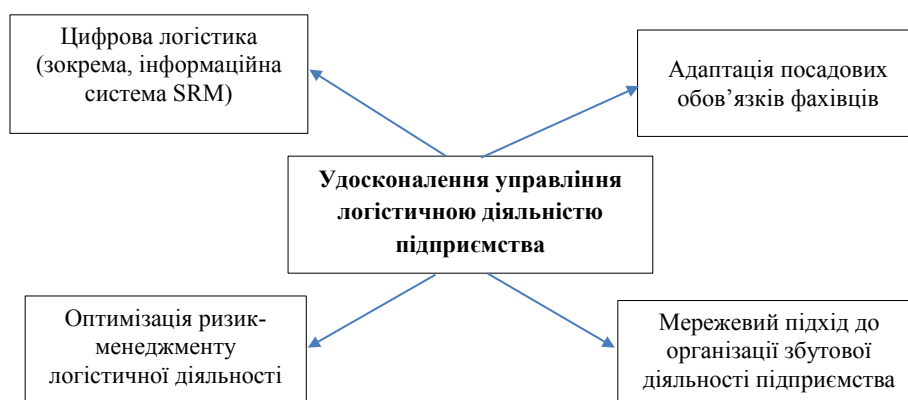 Цифрова логістика
(зокрема, інформаційна
система SRM)
Адаптація посадових
обов’язків фахівців
Удосконалення управління
логістичною діяльністю
підприємства
Оптимізація ризик-
менеджменту
логістичної діяльності
Мережевий підхід до
організації збутової
діяльності підприємства